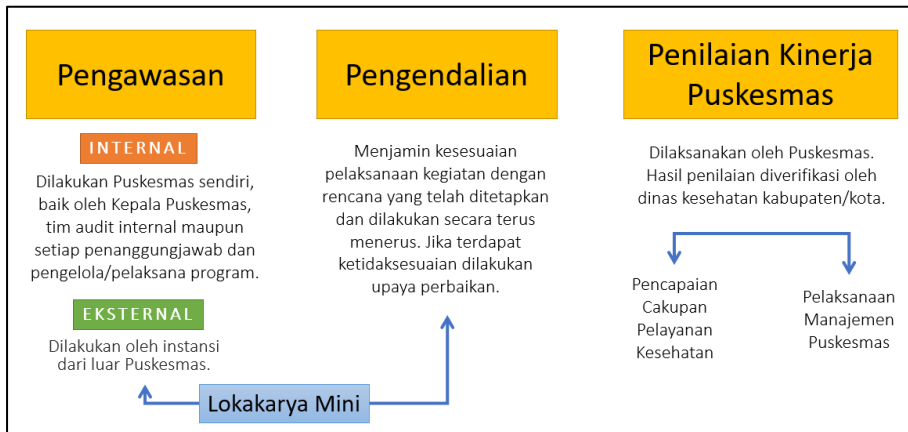 Pengawasan
INTERNAL
Dilakukan Puskesmas sendiri,
baik oleh Kepala Puskesmas,
tim audit internal maupun
setiap penanggungjawab dan
pengelola/pelaksana program.
EKSTERNAL
Dilakukan oleh instansi
dari luar Puskesmas.
Pengendalian
Menjamin kesesuaian
pelaksanaan kegiatan dengan
rencana yang telah ditetapkan
dan dilakukan secara terus
menerus. Jika terdapat
ketidaksesuaian dilakukan
upaya perbaikan.
Lokakarya Mini
Penilaian Kinerja
Puskesmas
Dilaksanakan oleh Puskesmas.
Hasil penilaian diverifikasi oleh
dinas kesehatan kabupaten/kota.
Pencapaian
Cakupan
Pelayanan
Kesehatan
Pelaksanaan
Manajemen
Puskesmas